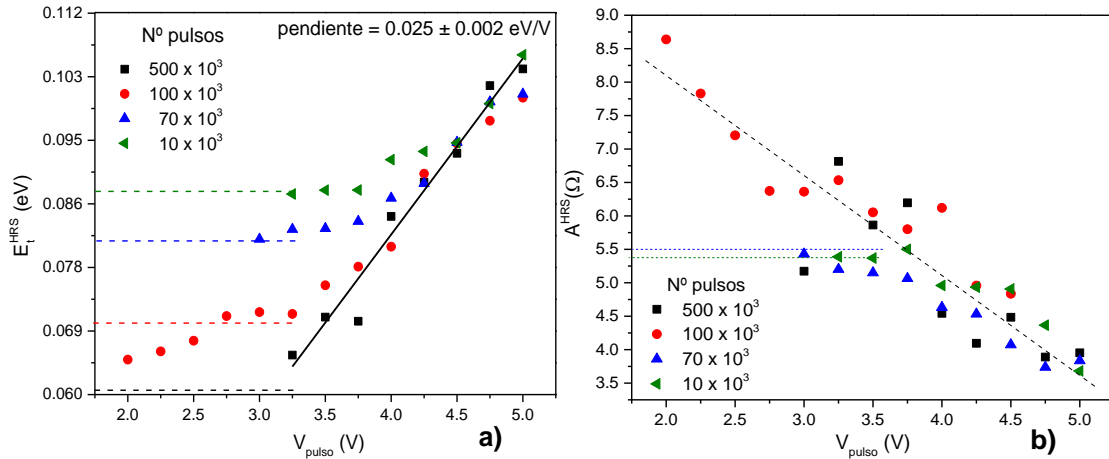 pendiente = 0.025 ± 0.002 eV/V
Nº pulsos
500 x 10³
100 x 10³
70 x 10³
10 x 10³
0.112
0.103
0.095
0.086
0.078
0.069
0.060
E_t^HRS (eV)
2.0 2.5 3.0 3.5 4.0 4.5 5.0
V_pulso (V)
a)
9.0
8.5
8.0
7.5
7.0
6.5
6.0
5.5
5.0
4.5
4.0
3.5
A^HRS(Ω)
Nº pulsos
500 x 10³
100 x 10³
70 x 10³
10 x 10³
2.0 2.5 3.0 3.5 4.0 4.5 5.0
V_pulso (V)
b)